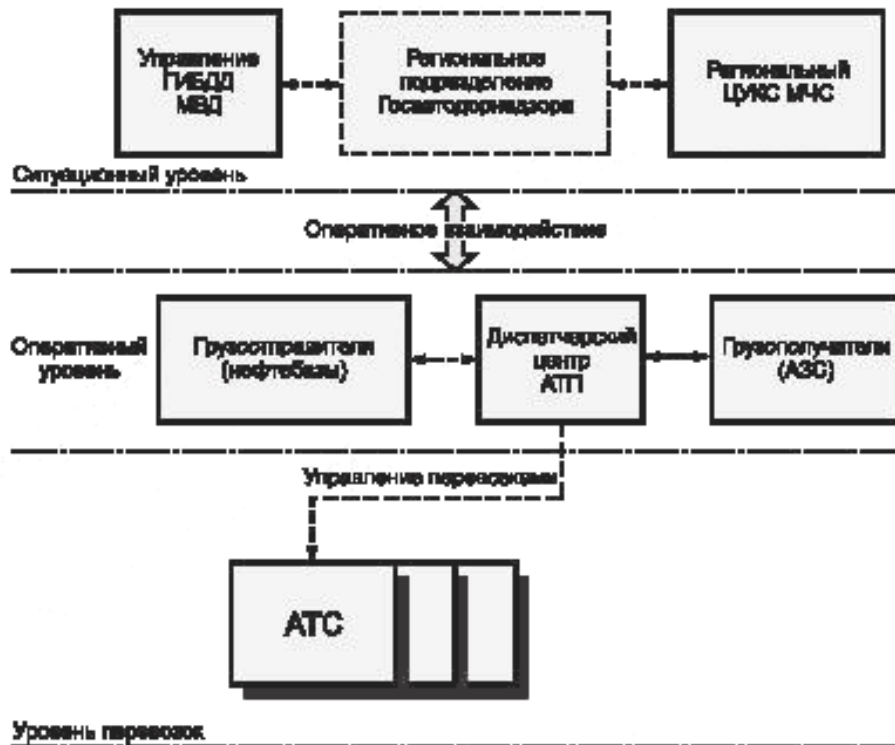 Управление
ГИБДД
МВД
Региональное
подразделение
Госавтодорнадзора
Региональный
ЦУКС МЧС
Ситуационный уровень
Оперативное взаимодействие
Оперативный
уровень
Грузоотправители
(нефтебазы)
Диспетчерский
центр
АТП
Грузополучатели
(АЗС)
Управление перевозками
АТС
Уровень перевозок